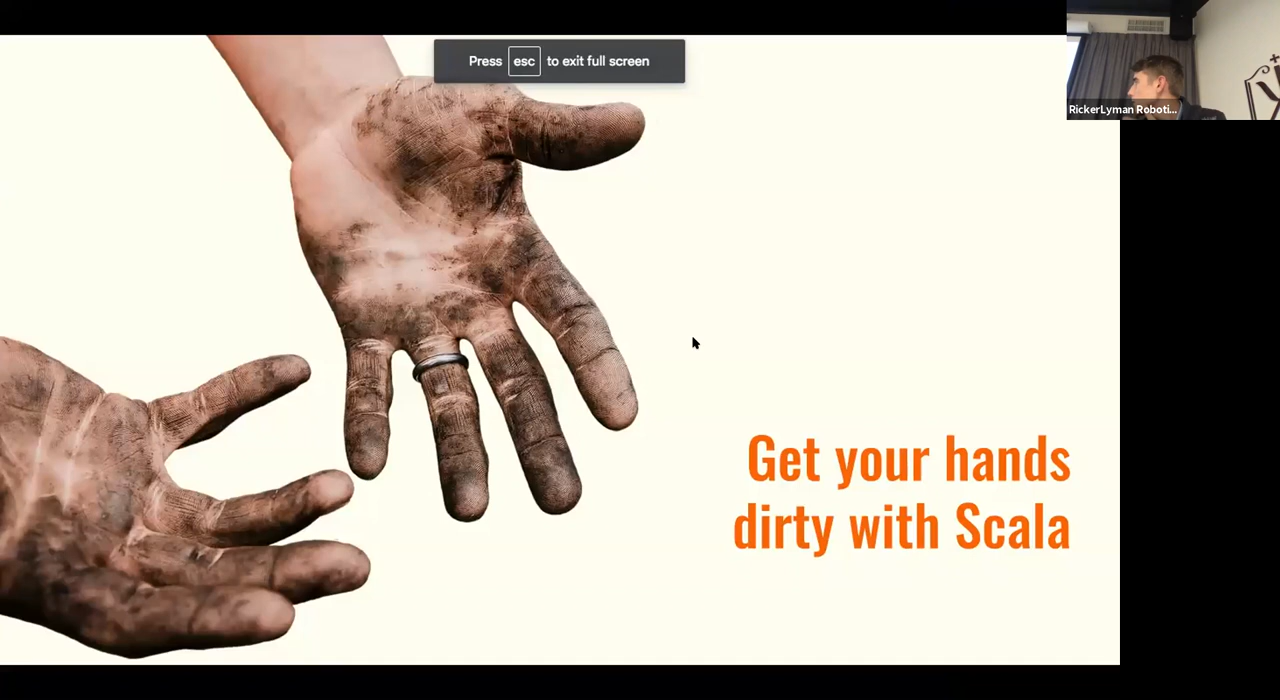 Press esc to exit full screen
RickerLyman Roboti...
Get your hands
dirty with Scala